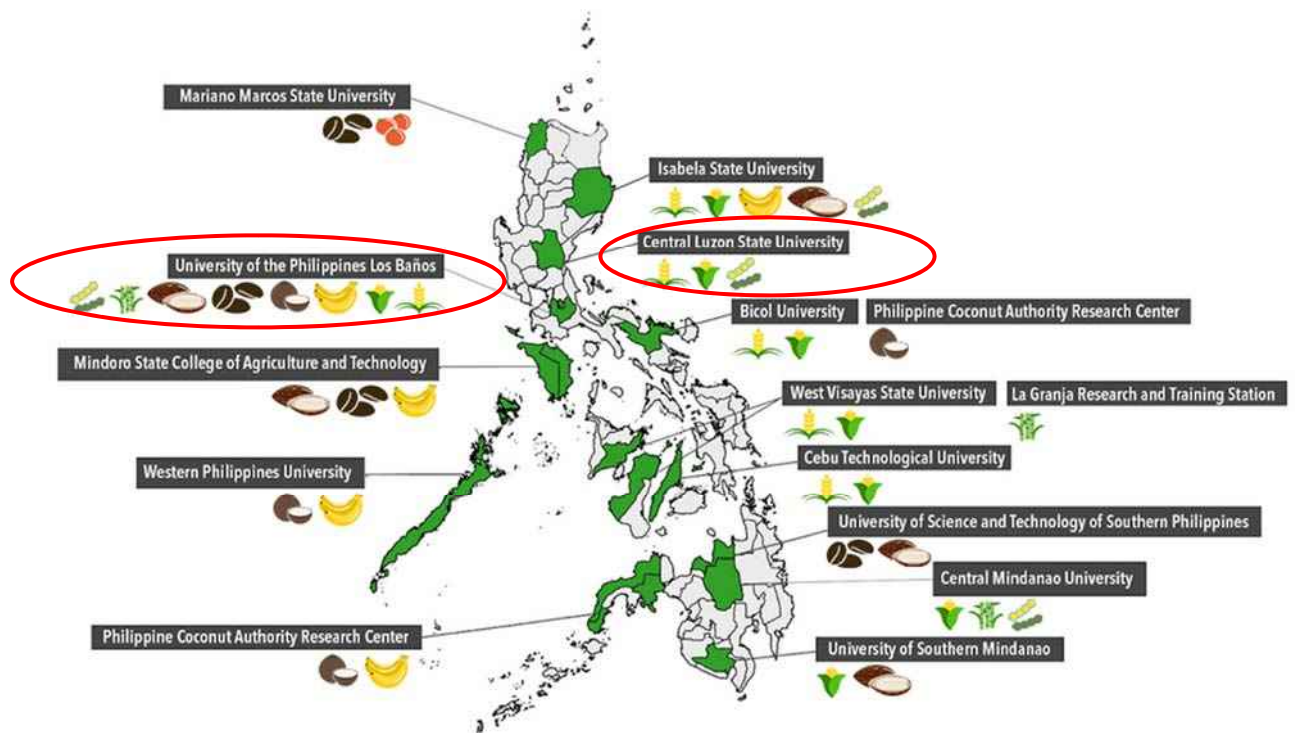 Mariano Marcos State University
Isabela State University
Central Luzon State University
University of the Philippines Los Baños
Bicol University
Philippine Coconut Authority Research Center
Mindoro State College of Agriculture and Technology
West Visayas State University
La Granja Research and Training Station
Western Philippines University
Cebu Technological University
University of Science and Technology of Southern Philippines
Central Mindanao University
Philippine Coconut Authority Research Center
University of Southern Mindanao